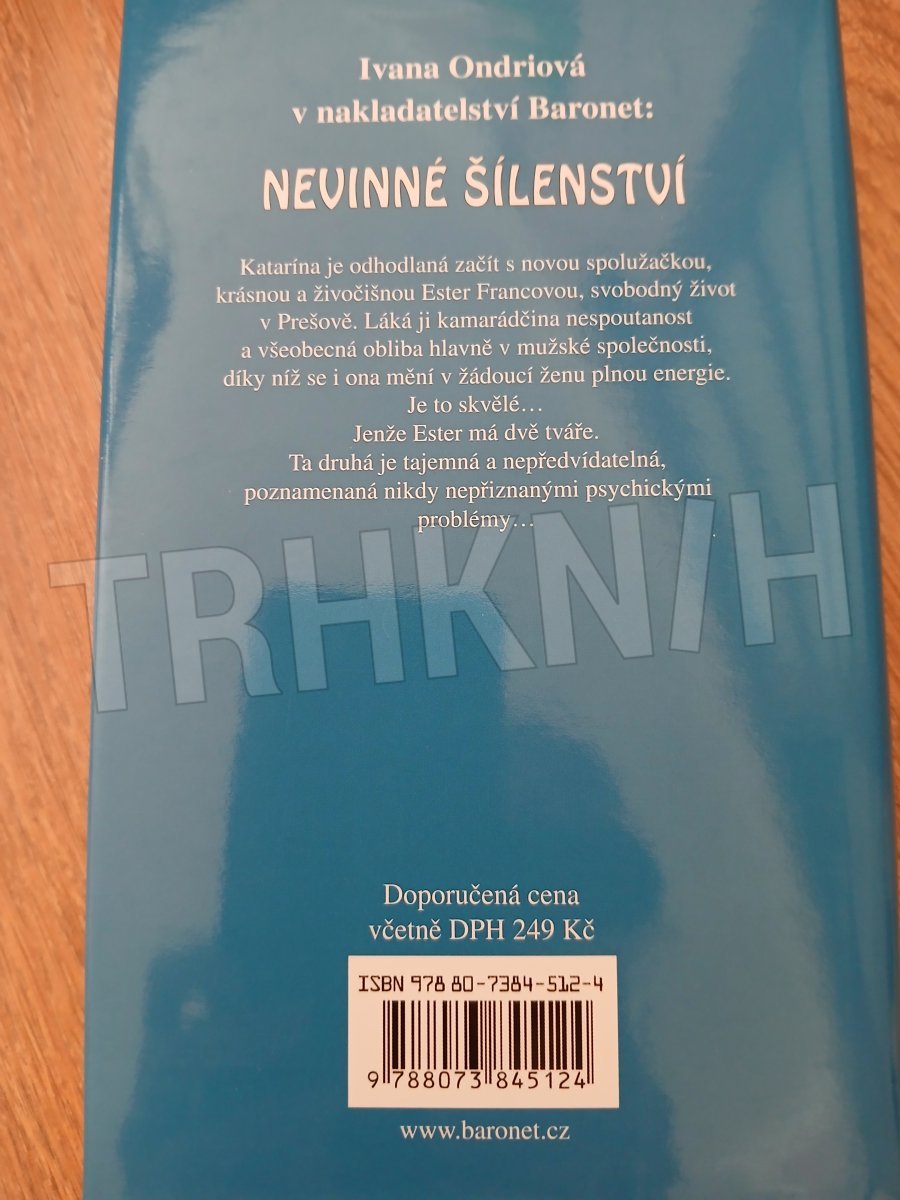 Ivana Ondriová
v nakladatelství Baronet:
NEVINNÉ ŠÍLENSTVÍ
Katarína je odhodlaná začít s novou spolužačkou,
krásnou a živočišnou Ester Francovou, svobodný život
v Prešově. Láká ji kamarádčina nespoutanost
a všeobecná obliba hlavně v mužské společnosti,
díky níž se i ona mění v žádoucí ženu plnou energie.
Je to skvělé…
Jenže Ester má dvě tváře.
Ta druhá je tajemná a nepředvídatelná,
poznamenaná nikdy nepřiznanými psychickými
problémy…
TRHKNIH
Doporučená cena
včetně DPH 249 Kč
ISBN 978 80-7384-512-4
9 788073 845124
www.baronet.cz